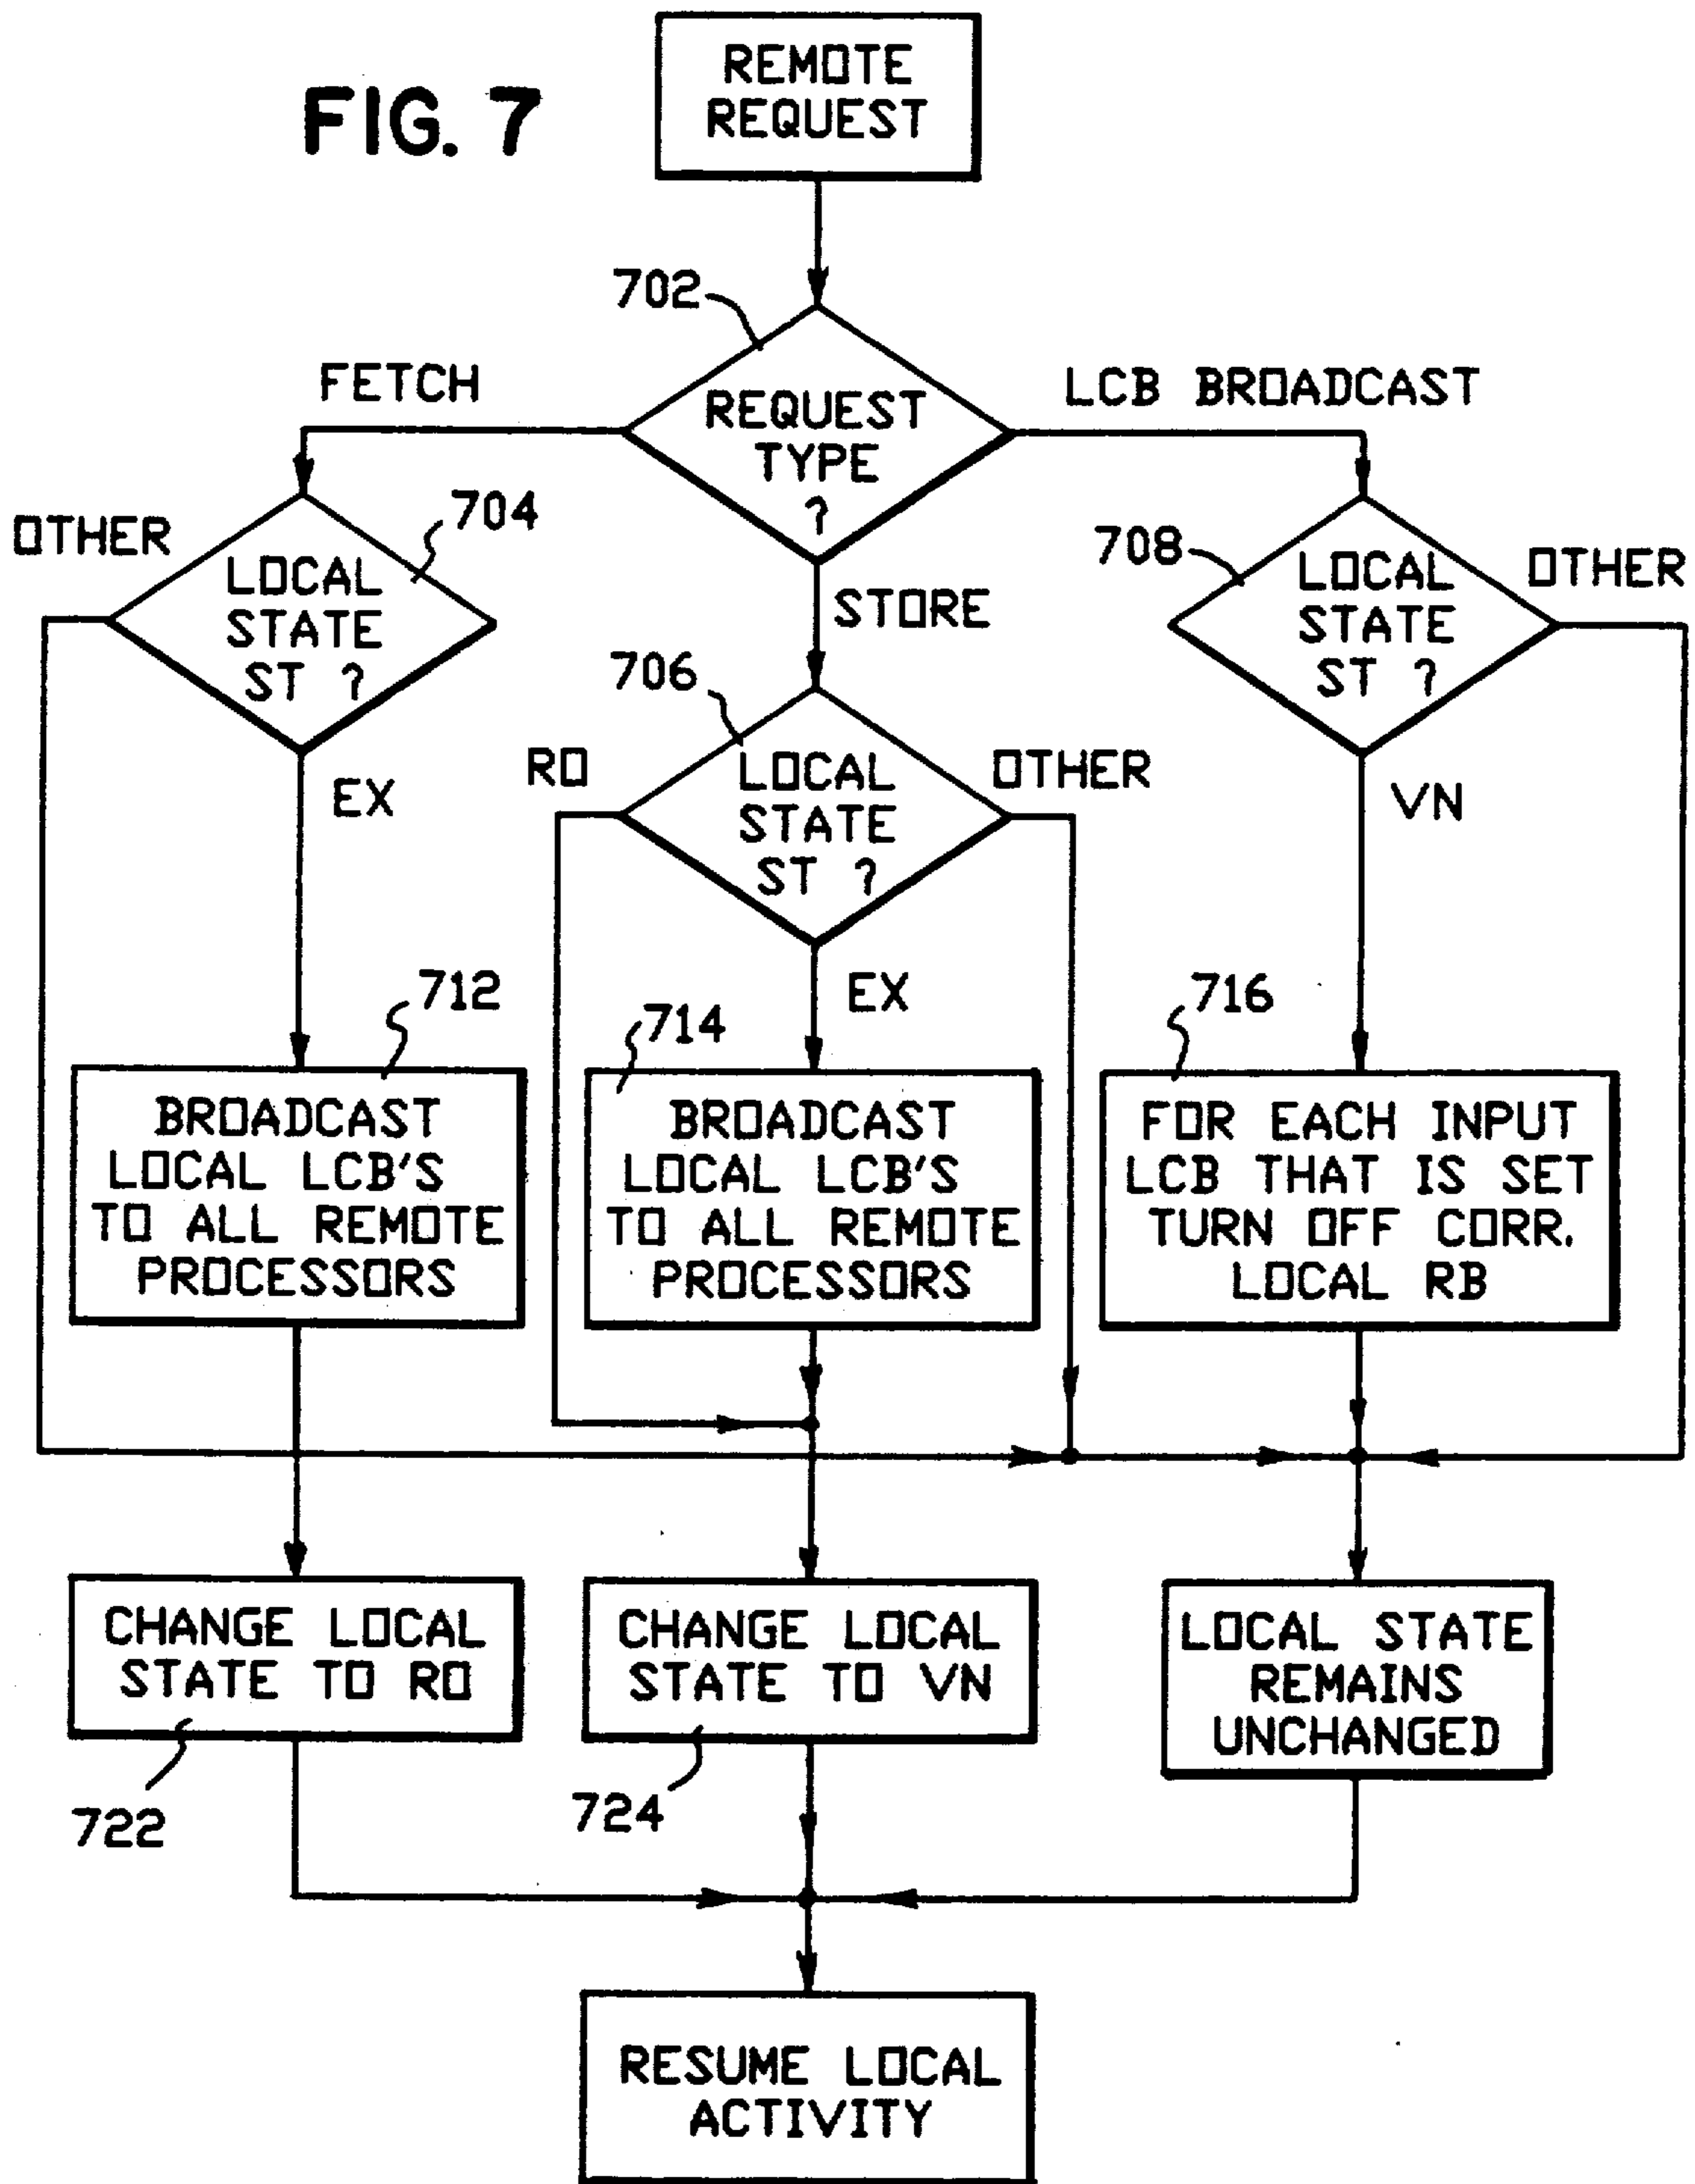 FIG. 7
REMOTE
REQUEST
702
FETCH
REQUEST
TYPE
?
LCB BROADCAST
STORE
OTHER
704
LOCAL
STATE
ST ?
EX
706
RO
LOCAL
STATE
ST ?
OTHER
EX
708
LOCAL
STATE
ST ?
OTHER
VN
712
BROADCAST
LOCAL LCB'S
TO ALL REMOTE
PROCESSORS
714
BROADCAST
LOCAL LCB'S
TO ALL REMOTE
PROCESSORS
716
FOR EACH INPUT
LCB THAT IS SET
TURN OFF CORR.
LOCAL RB
CHANGE LOCAL
STATE TO RO
722
CHANGE LOCAL
STATE TO VN
724
LOCAL STATE
REMAINS
UNCHANGED
RESUME LOCAL
ACTIVITY